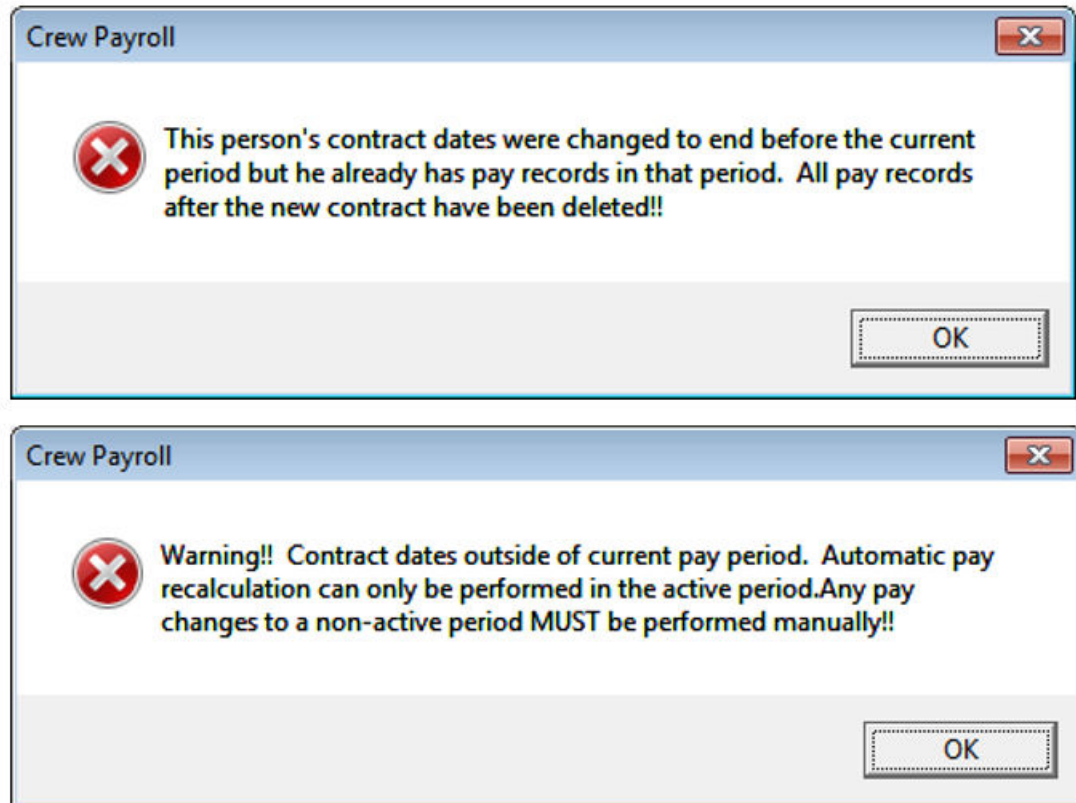 Crew Payroll
This person's contract dates were changed to end before the current
period but he already has pay records in that period.  All pay records
after the new contract have been deleted!!
OK
Crew Payroll
Warning!!  Contract dates outside of current pay period.  Automatic pay
recalculation can only be performed in the active period.Any pay
changes to a non-active period MUST be performed manually!!
OK